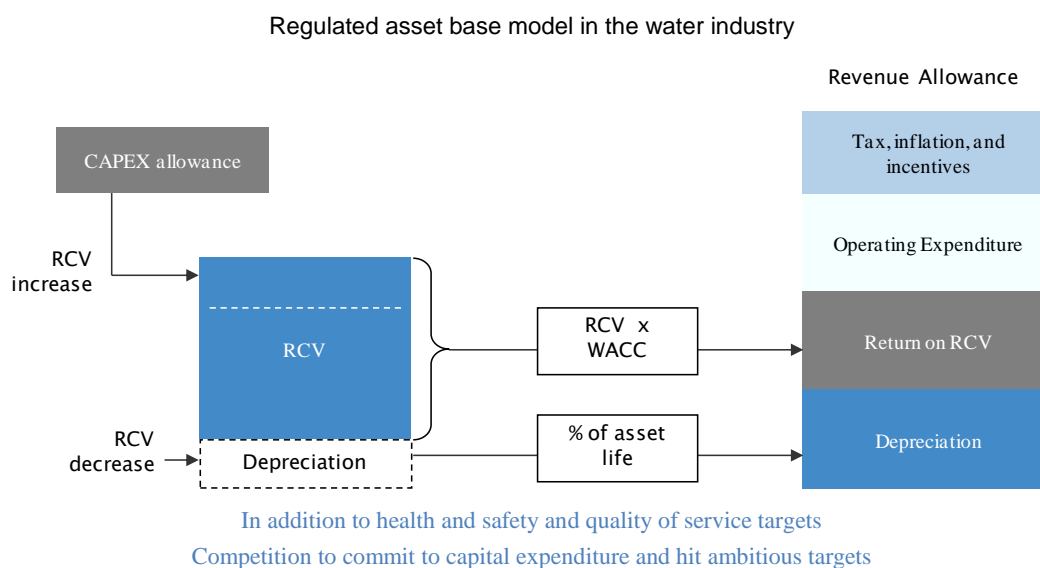 Regulated asset base model in the water industry
Revenue Allowance
CAPEX allowance
Tax, inflation, and
incentives
Operating Expenditure
RCV
increase
RCV
RCV x
WACC
Return on RCV
RCV
decrease
Depreciation
% of asset
life
Depreciation
In addition to health and safety and quality of service targets
Competition to commit to capital expenditure and hit ambitious targets